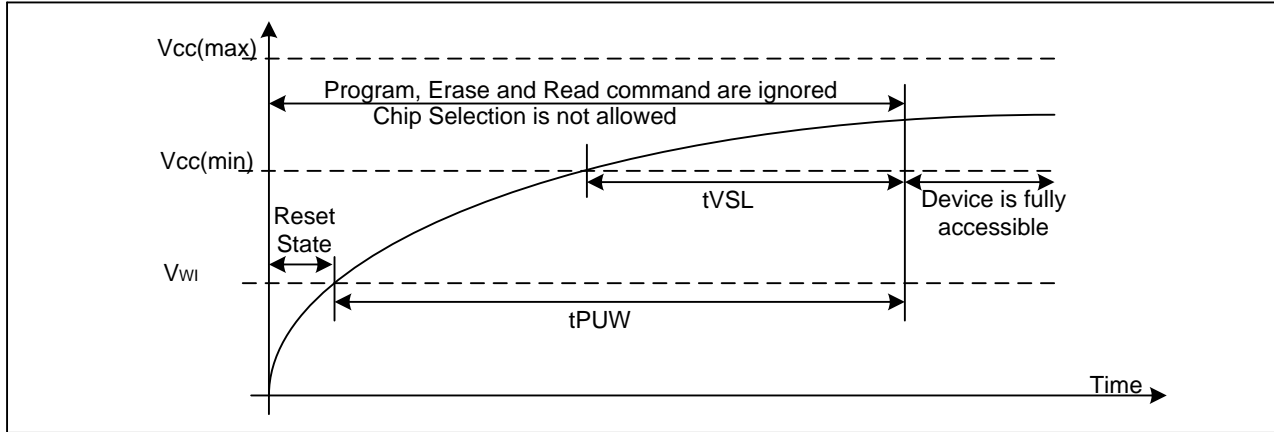 Vcc(max)
Program, Erase and Read command are ignored
Chip Selection is not allowed
Vcc(min)
tVSL
Device is fully
accessible
Reset
State
VWI
tPUW
Time